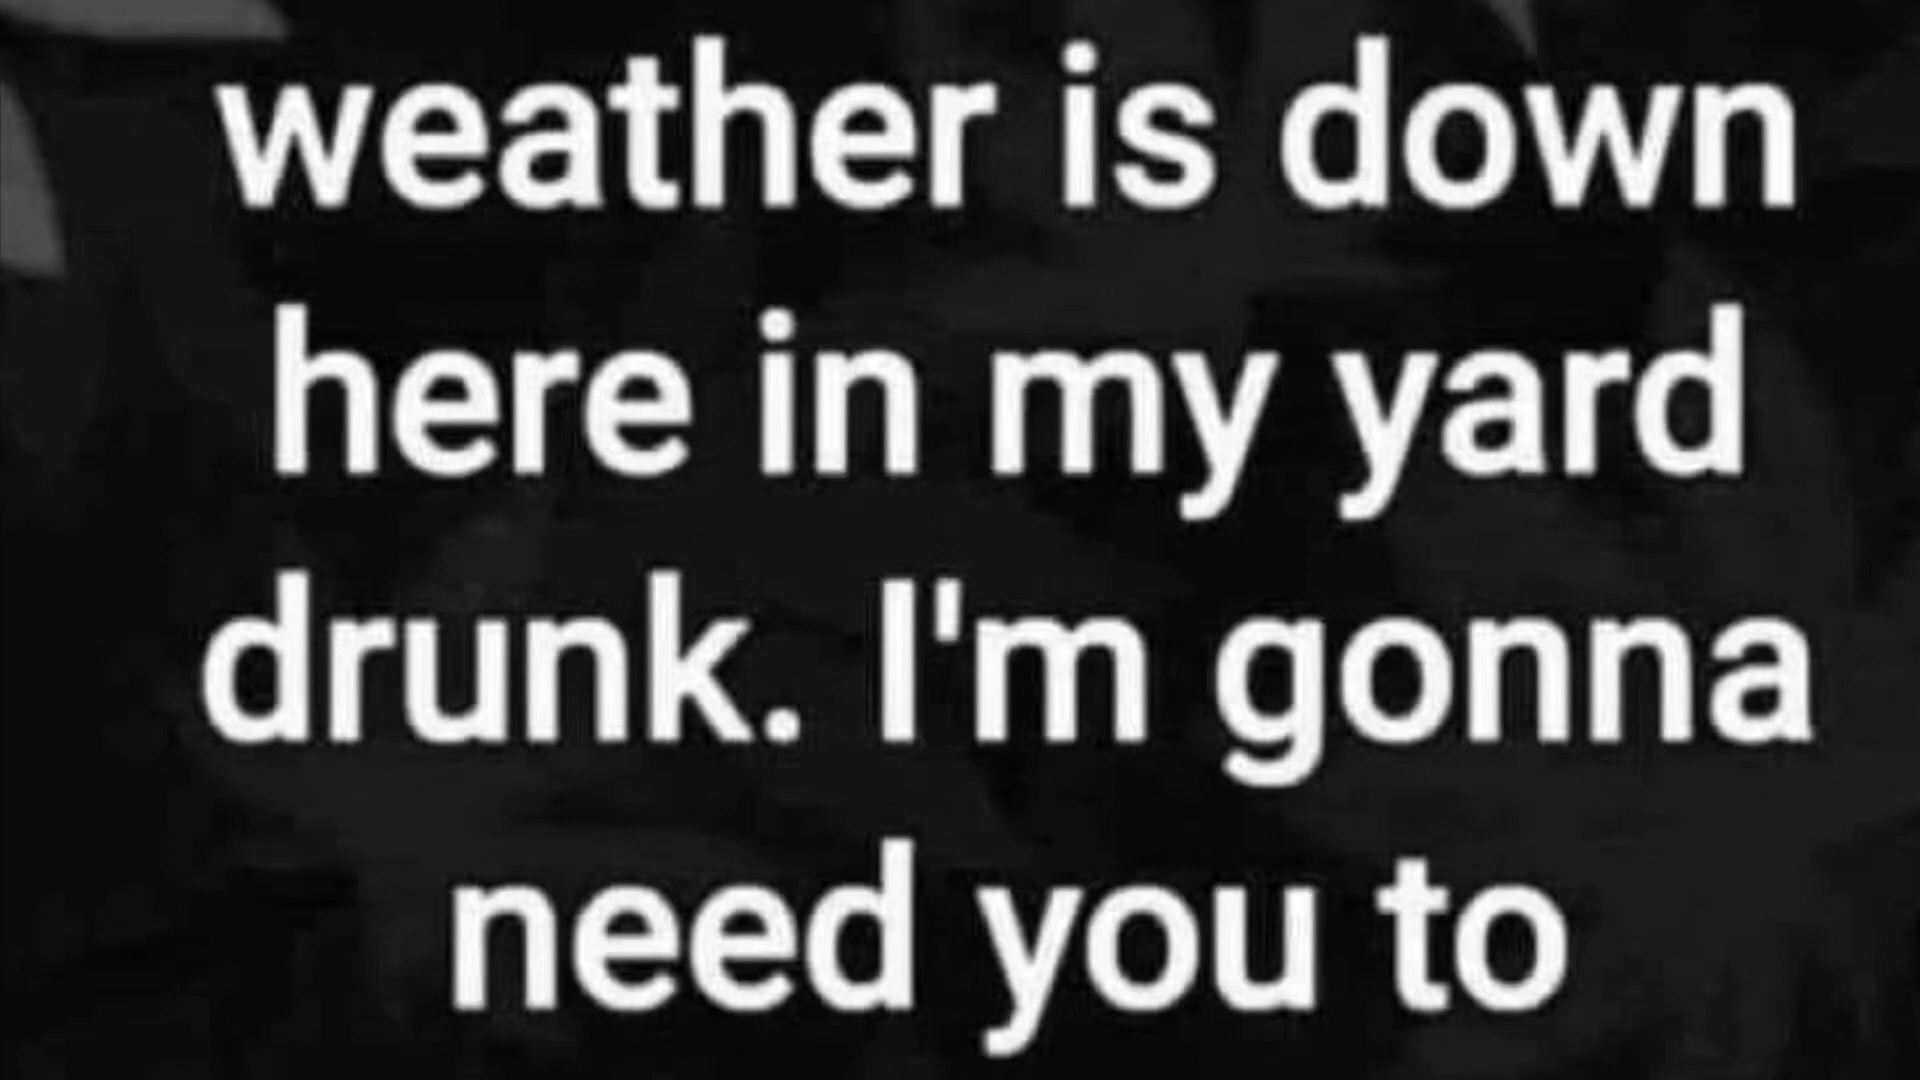 weather is down
here in my yard
drunk. I'm gonna
need you to